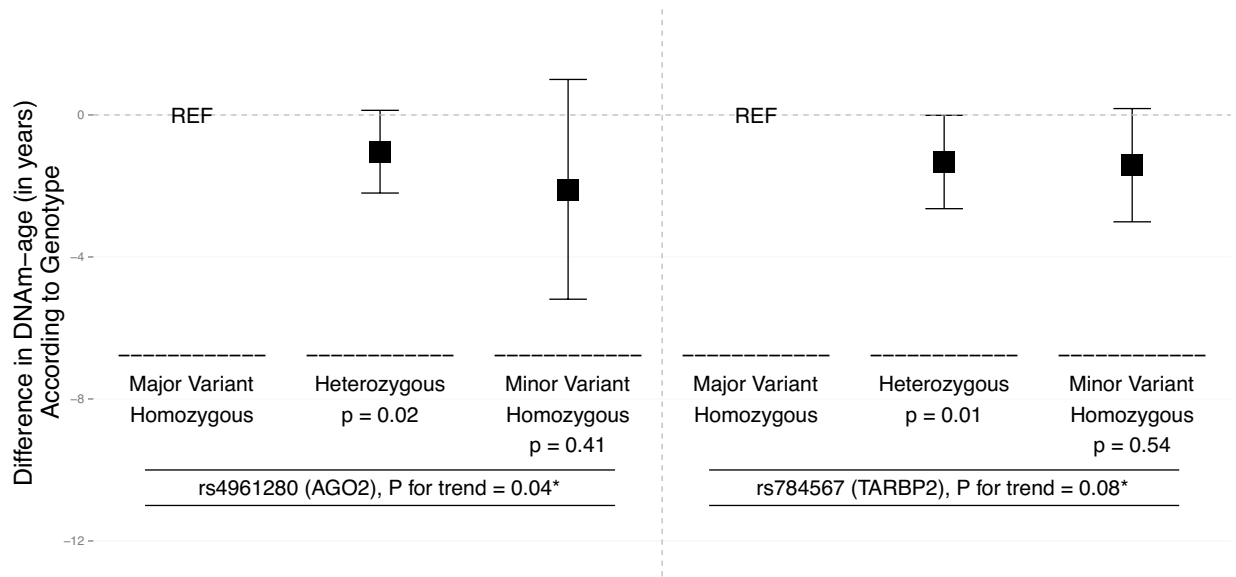 Difference in DNAm−age (in years)
According to Genotype
0
−4
−8
−12
REF
REF
Major Variant
Homozygous
Heterozygous
p = 0.02
Minor Variant
Homozygous
p = 0.41
rs4961280 (AGO2), P for trend = 0.04*
Major Variant
Homozygous
Heterozygous
p = 0.01
Minor Variant
Homozygous
p = 0.54
rs784567 (TARBP2), P for trend = 0.08*